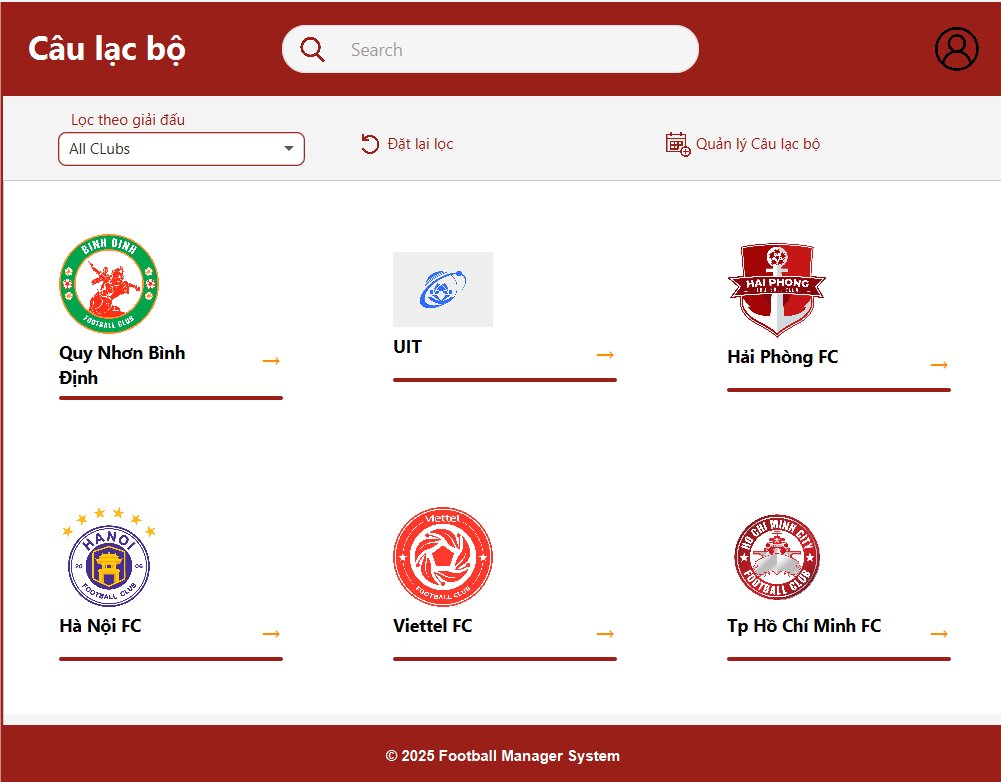 Câu lạc bộ
Search
Lọc theo giải đấu
All CLubs
Đặt lại lọc
Quản lý Câu lạc bộ
BINH DINH
FOOTBALL CLUB
HAI PHONG
Quy Nhơn Bình
Định
UIT
Hải Phòng FC
HANOI
20 06
FOOTBALL CLUB
viettel
FOOTBALL CLUB
HO CHI MINH CITY
FOOTBALL CLUB
Hà Nội FC
Viettel FC
Tp Hồ Chí Minh FC
© 2025 Football Manager System